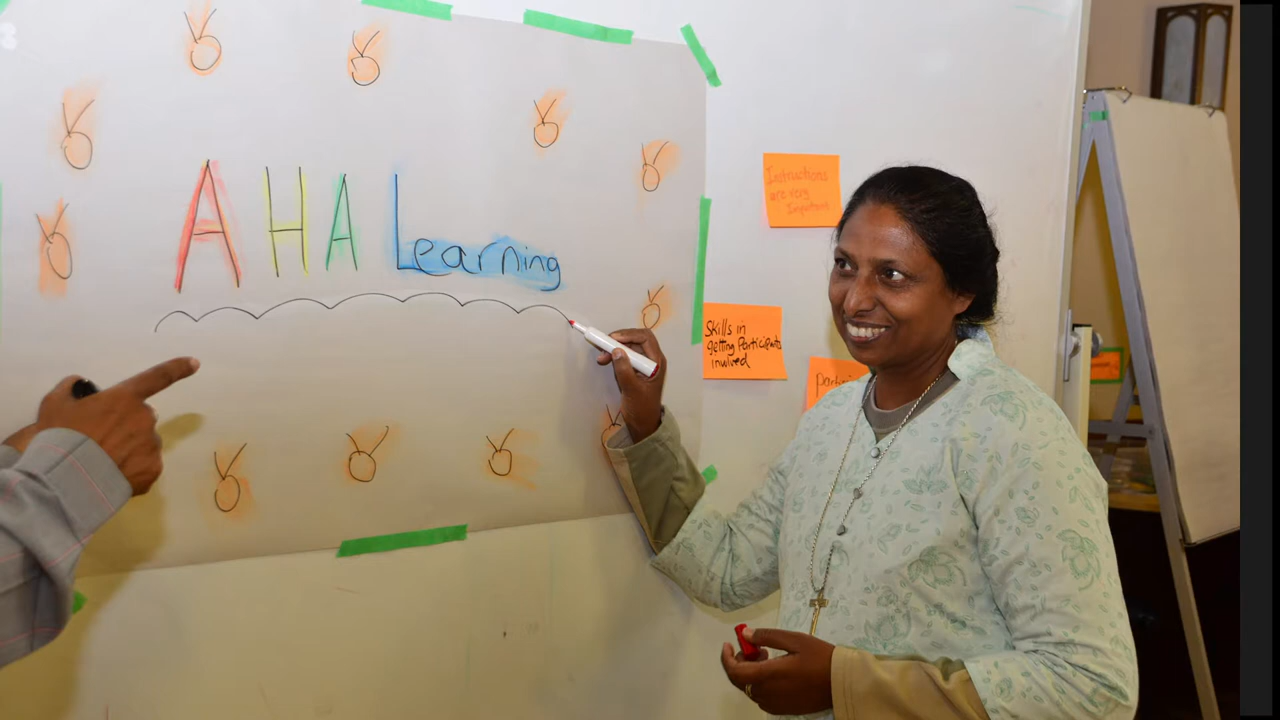 AHA Learning
Instructions
are very
Important
Skills in
getting Participants
involved